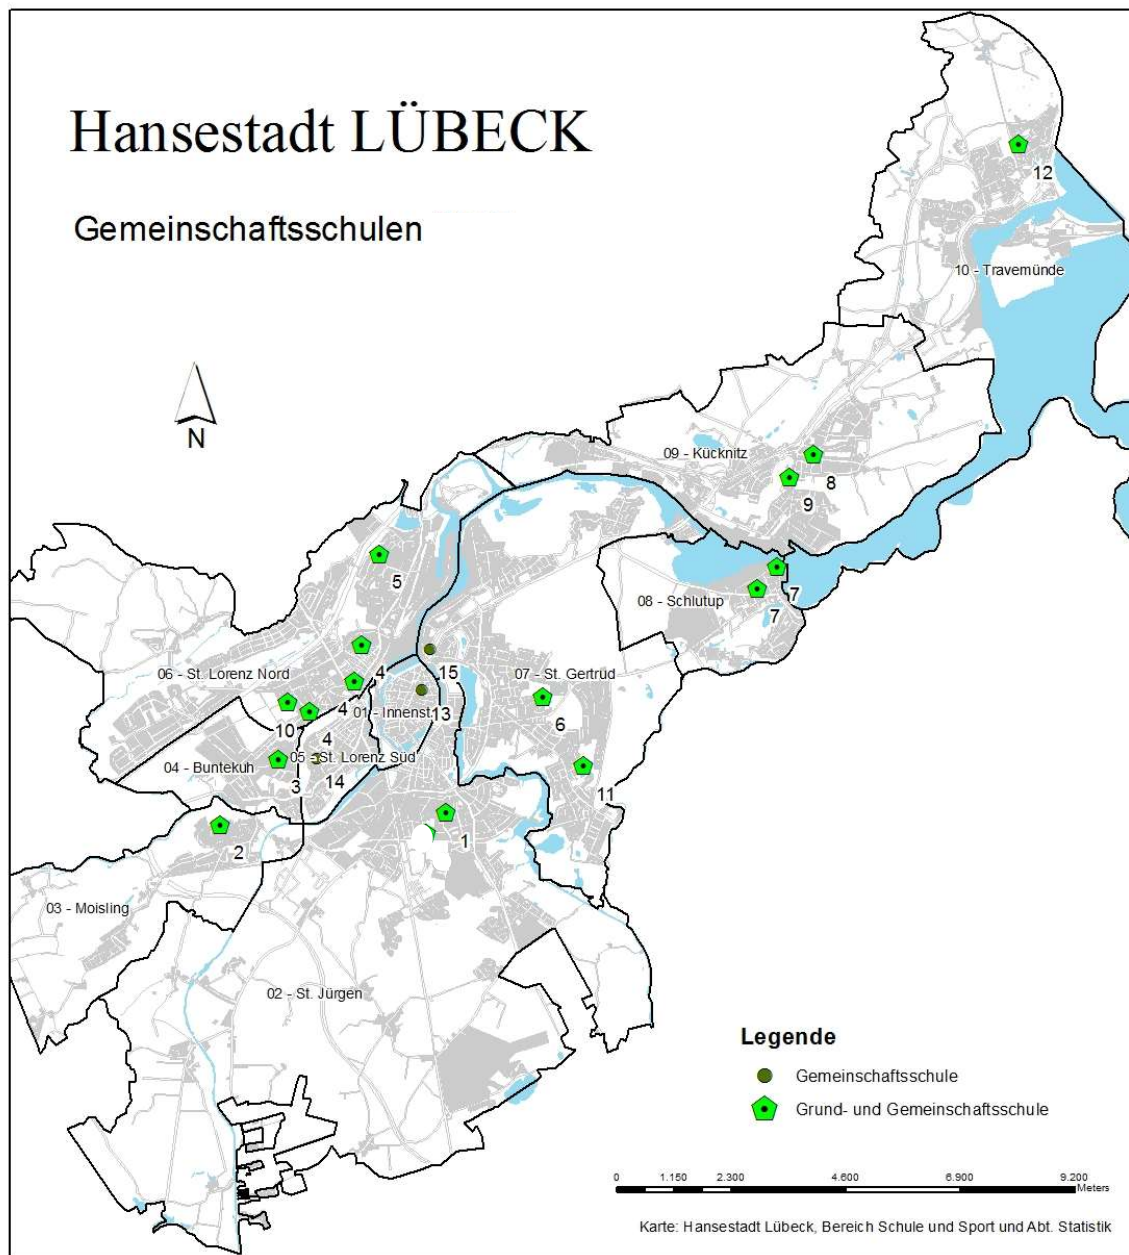 Hansestadt LÜBECK
Gemeinschaftsschulen
12
10 - Travemünde
N
09 - Kücknitz
8
9
5
7
08 - Schlutup
7
15
06 - St. Lorenz Nord
4
07 - St. Gertrud
4
01 - Innenst.
13
10
6
4
05 - St. Lorenz Süd
04 - Buntekuh
3
14
11
1
2
03 - Moisling
02 - St. Jürgen
Legende
Gemeinschaftsschule
Grund- und Gemeinschaftsschule
0 1.150 2.300 4.600 6.900 9.200
Meters
Karte: Hansestadt Lübeck, Bereich Schule und Sport und Abt. Statistik